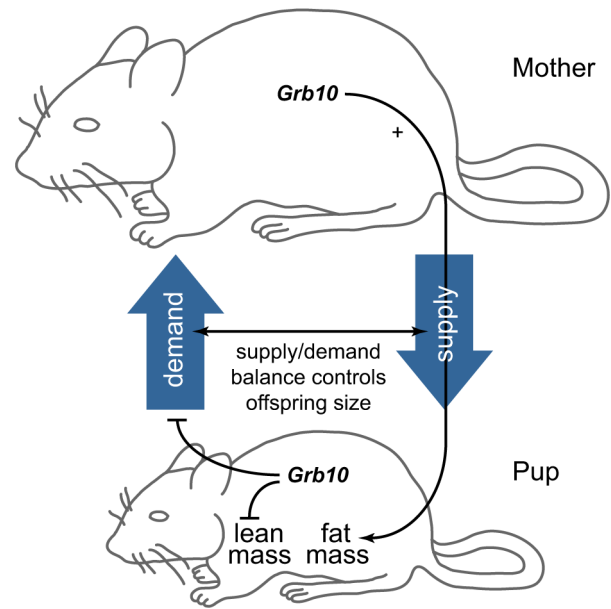 Mother
Grb10
+
demand
supply
supply/demand
balance controls
offspring size
Pup
Grb10
lean
mass
fat
mass